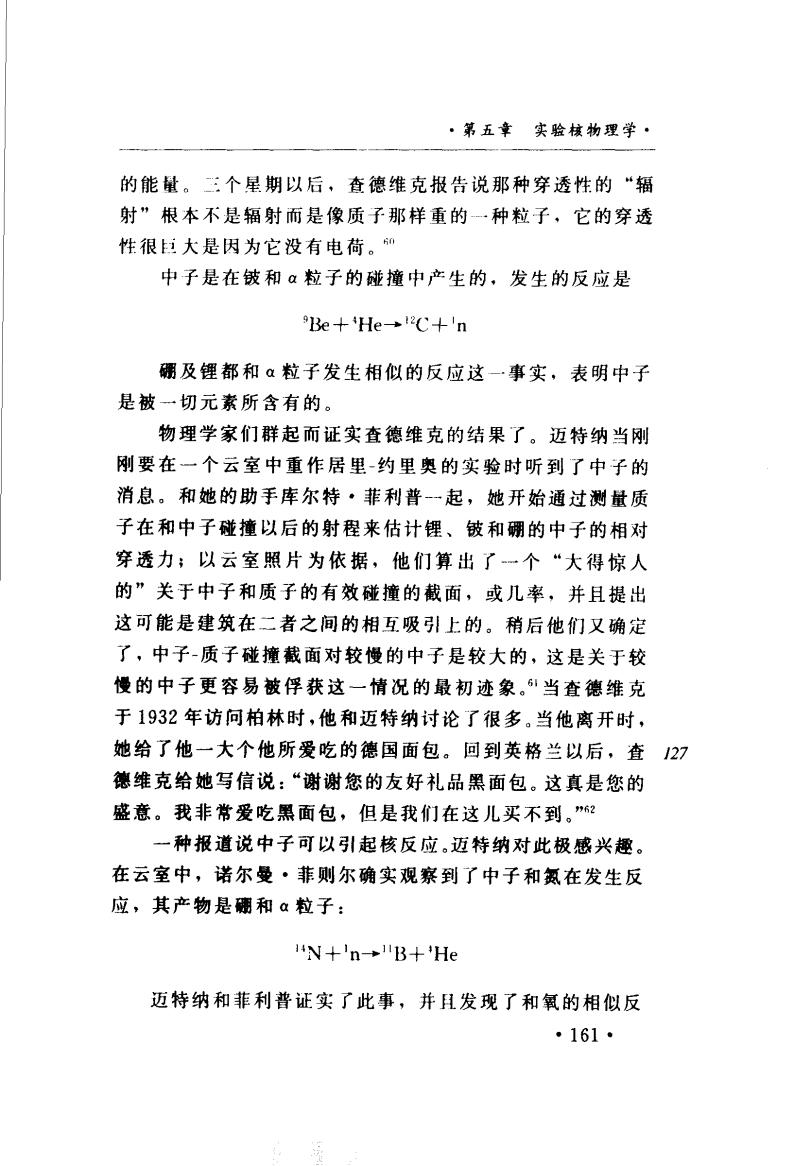 ·第五章 实验核物理学·
的能量。三个星期以后，查德维克报告说那种穿透性的“辐
射”根本不是辐射而是像质子那样重的一种粒子，它的穿透
性很巨大是因为它没有电荷。⁶⁰
中子是在铍和α粒子的碰撞中产生的，发生的反应是
⁹Be＋⁴He→¹²C＋¹n
硼及锂都和α粒子发生相似的反应这一事实，表明中子
是被一切元素所含有的。
物理学家们群起而证实查德维克的结果了。迈特纳当刚
刚要在一个云室中重作居里-约里奥的实验时听到了中子的
消息。和她的助手库尔特·菲利普一起，她开始通过测量质
子在和中子碰撞以后的射程来估计锂、铍和硼的中子的相对
穿透力；以云室照片为依据，他们算出了一个“大得惊人
的”关于中子和质子的有效碰撞的截面，或几率，并且提出
这可能是建筑在二者之间的相互吸引上的。稍后他们又确定
了，中子-质子碰撞截面对较慢的中子是较大的，这是关于较
慢的中子更容易被俘获这一情况的最初迹象。⁶¹当查德维克
于1932年访问柏林时，他和迈特纳讨论了很多。当他离开时，
她给了他一大个他所爱吃的德国面包。回到英格兰以后，查 127
德维克给她写信说：“谢谢您的友好礼品黑面包。这真是您的
盛意。我非常爱吃黑面包，但是我们在这儿买不到。”⁶²
一种报道说中子可以引起核反应。迈特纳对此极感兴趣。
在云室中，诺尔曼·菲则尔确实观察到了中子和氮在发生反
应，其产物是硼和α粒子：
¹⁴N＋¹n→¹¹B＋⁴He
迈特纳和菲利普证实了此事，并且发现了和氧的相似反
·161·